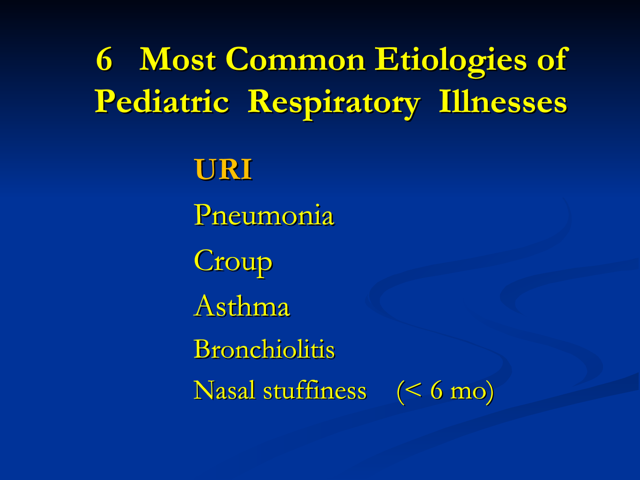 6 Most Common Etiologies of
Pediatric Respiratory Illnesses
URI
Pneumonia
Croup
Asthma
Bronchiolitis
Nasal stuffiness (< 6 mo)